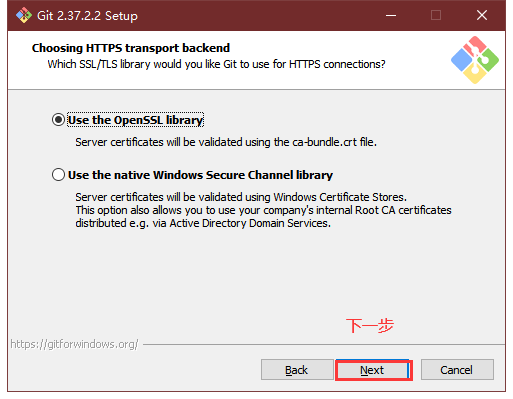 Git 2.37.2.2 Setup
Choosing HTTPS transport backend
Which SSL/TLS library would you like Git to use for HTTPS connections?
Use the OpenSSL library
Server certificates will be validated using the ca-bundle.crt file.
Use the native Windows Secure Channel library
Server certificates will be validated using Windows Certificate Stores.
This option also allows you to use your company's internal Root CA certificates
distributed e.g. via Active Directory Domain Services.
下一步
https://gitforwindows.org/
Back Next Cancel